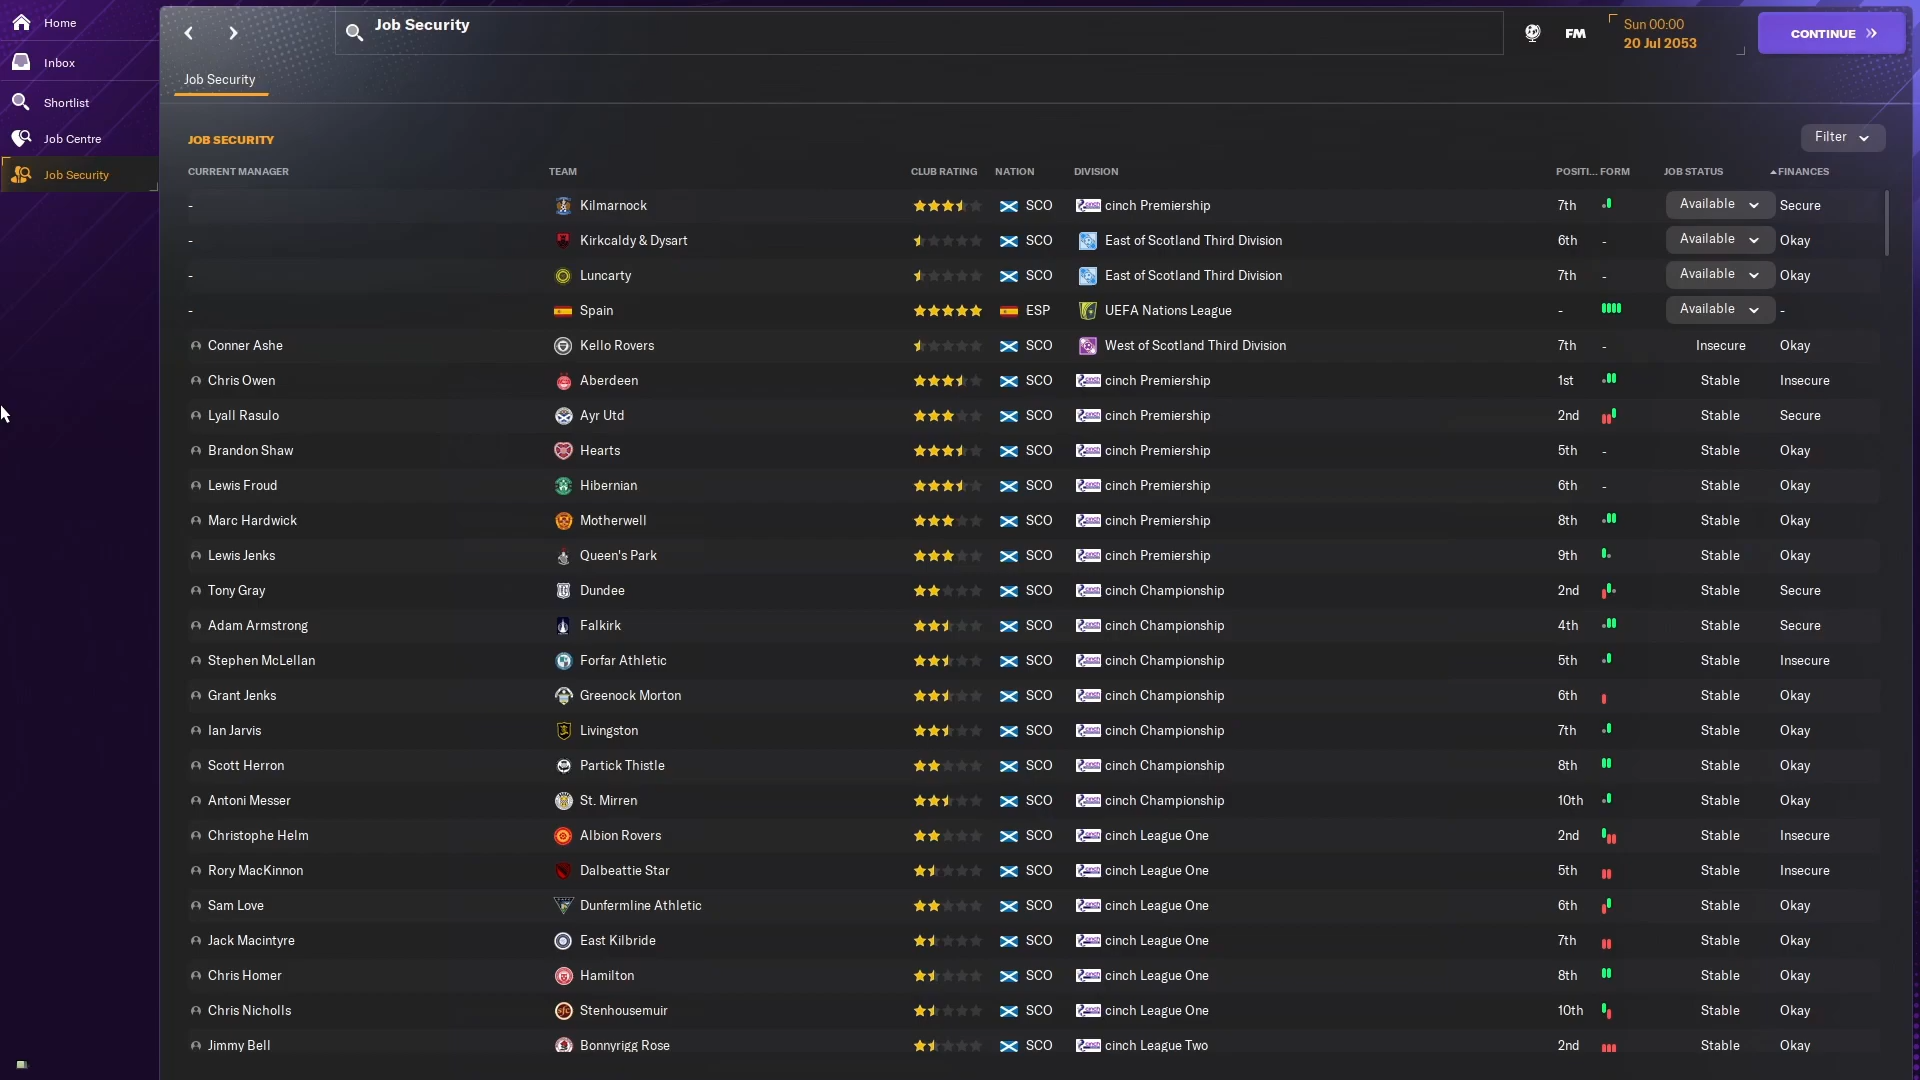 Home
Inbox
Shortlist
Job Centre
Job Security
Job Security
FM
Sun 00:00
20 Jul 2053
CONTINUE
Job Security
JOB SECURITY
Filter
CURRENT MANAGER TEAM CLUB RATING NATION DIVISION POSITI... FORM JOB STATUS FINANCES
- Kilmarnock SCO cinch Premiership 7th Available Secure
- Kirkcaldy & Dysart SCO East of Scotland Third Division 6th - Available Okay
- Luncarty SCO East of Scotland Third Division 7th - Available Okay
- Spain ESP UEFA Nations League - Available -
Conner Ashe Kello Rovers SCO West of Scotland Third Division 7th - Insecure Okay
Chris Owen Aberdeen SCO cinch Premiership 1st Stable Insecure
Lyall Rasulo Ayr Utd SCO cinch Premiership 2nd Stable Secure
Brandon Shaw Hearts SCO cinch Premiership 5th - Stable Okay
Lewis Froud Hibernian SCO cinch Premiership 6th - Stable Okay
Marc Hardwick Motherwell SCO cinch Premiership 8th Stable Okay
Lewis Jenks Queen's Park SCO cinch Premiership 9th Stable Okay
Tony Gray Dundee SCO cinch Championship 2nd Stable Secure
Adam Armstrong Falkirk SCO cinch Championship 4th Stable Secure
Stephen McLellan Forfar Athletic SCO cinch Championship 5th Stable Insecure
Grant Jenks Greenock Morton SCO cinch Championship 6th Stable Okay
Ian Jarvis Livingston SCO cinch Championship 7th Stable Okay
Scott Herron Partick Thistle SCO cinch Championship 8th Stable Okay
Antoni Messer St. Mirren SCO cinch Championship 10th Stable Okay
Christophe Helm Albion Rovers SCO cinch League One 2nd Stable Insecure
Rory MacKinnon Dalbeattie Star SCO cinch League One 5th Stable Insecure
Sam Love Dunfermline Athletic SCO cinch League One 6th Stable Okay
Jack Macintyre East Kilbride SCO cinch League One 7th Stable Okay
Chris Homer Hamilton SCO cinch League One 8th Stable Okay
Chris Nicholls Stenhousemuir SCO cinch League One 10th Stable Okay
Jimmy Bell Bonnyrigg Rose SCO cinch League Two 2nd Stable Okay